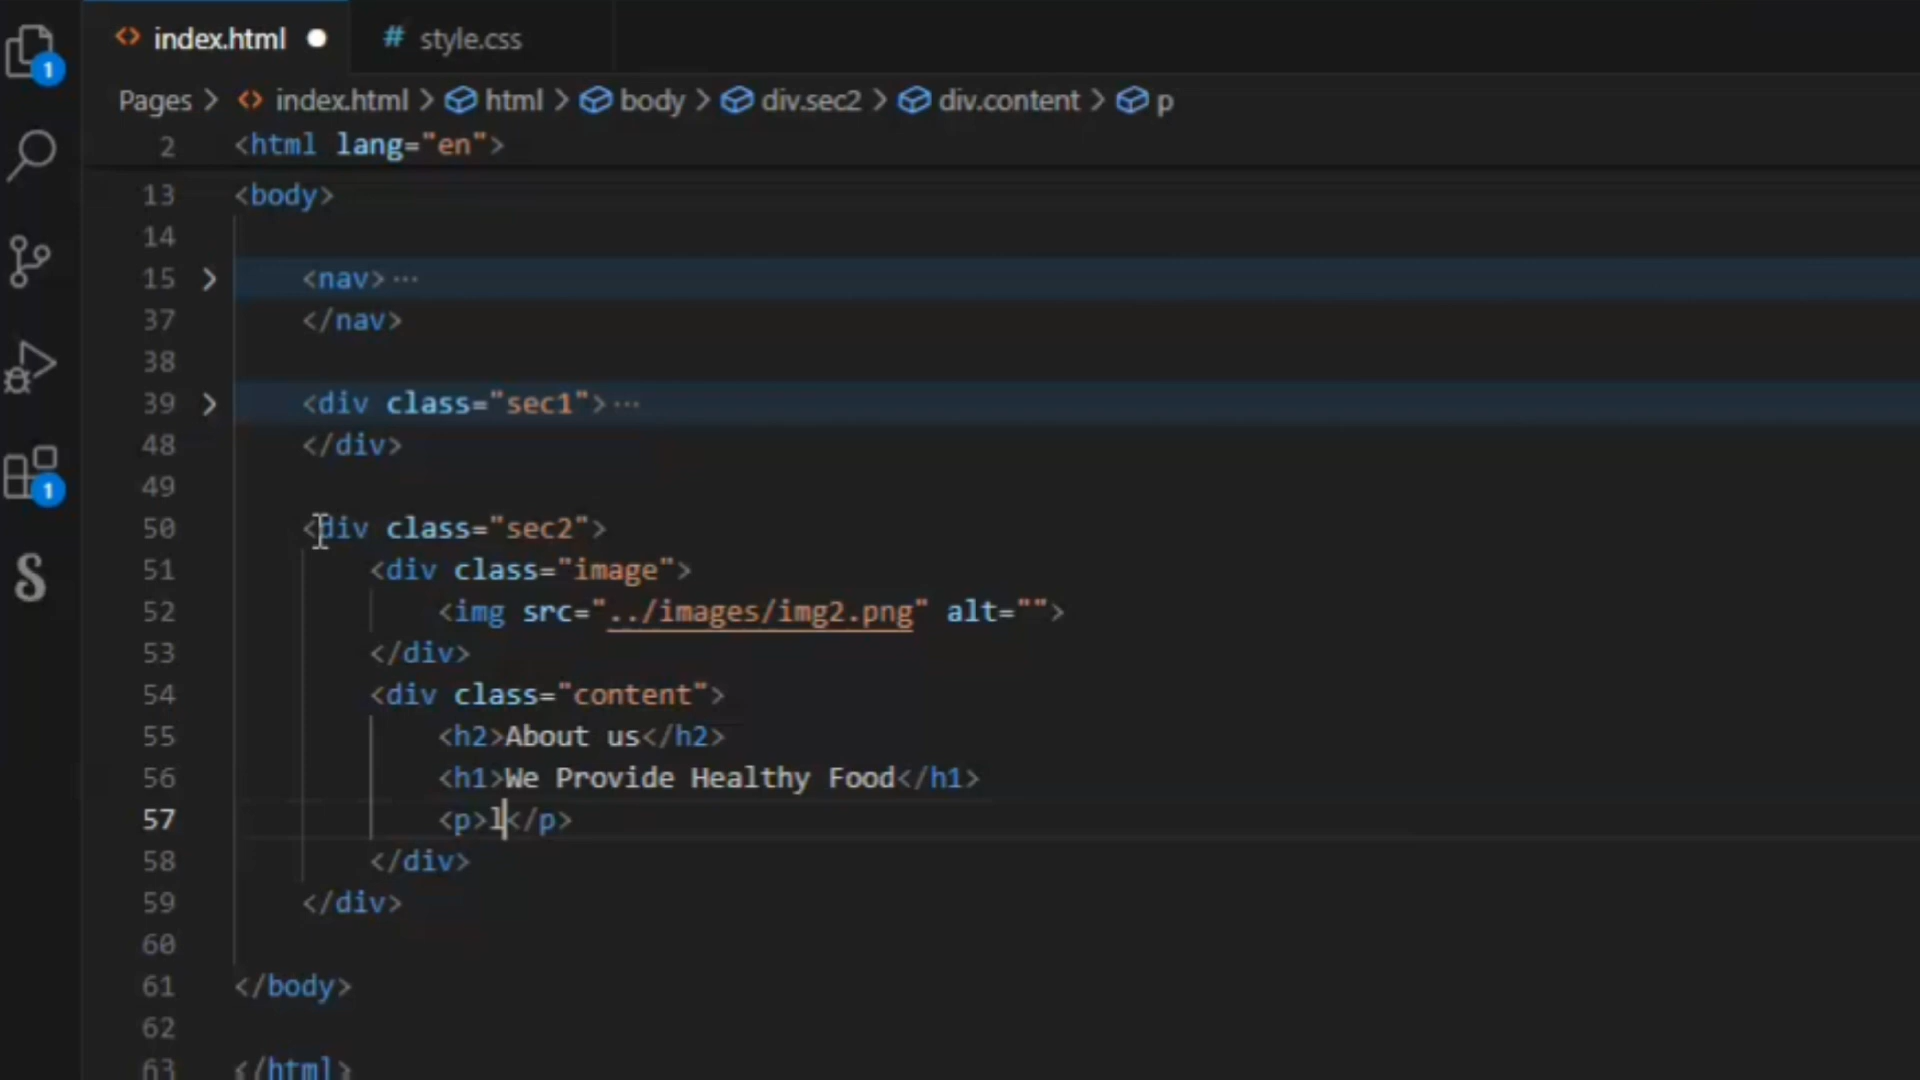 index.html
# style.css
1
Pages > index.html > html > body > div.sec2 > div.content > p
2 <html lang="en">
13 <body>
14
15 <nav>···
37 </nav>
38
39 <div class="sec1">···
48 </div>
49
50 <div class="sec2">
1
51 <div class="image">
52 <img src="../images/img2.png" alt="">
53 </div>
54 <div class="content">
55 <h2>About us</h2>
56 <h1>We Provide Healthy Food</h1>
57 <p>l</p>
58 </div>
59 </div>
60
61 </body>
62
63 </html>